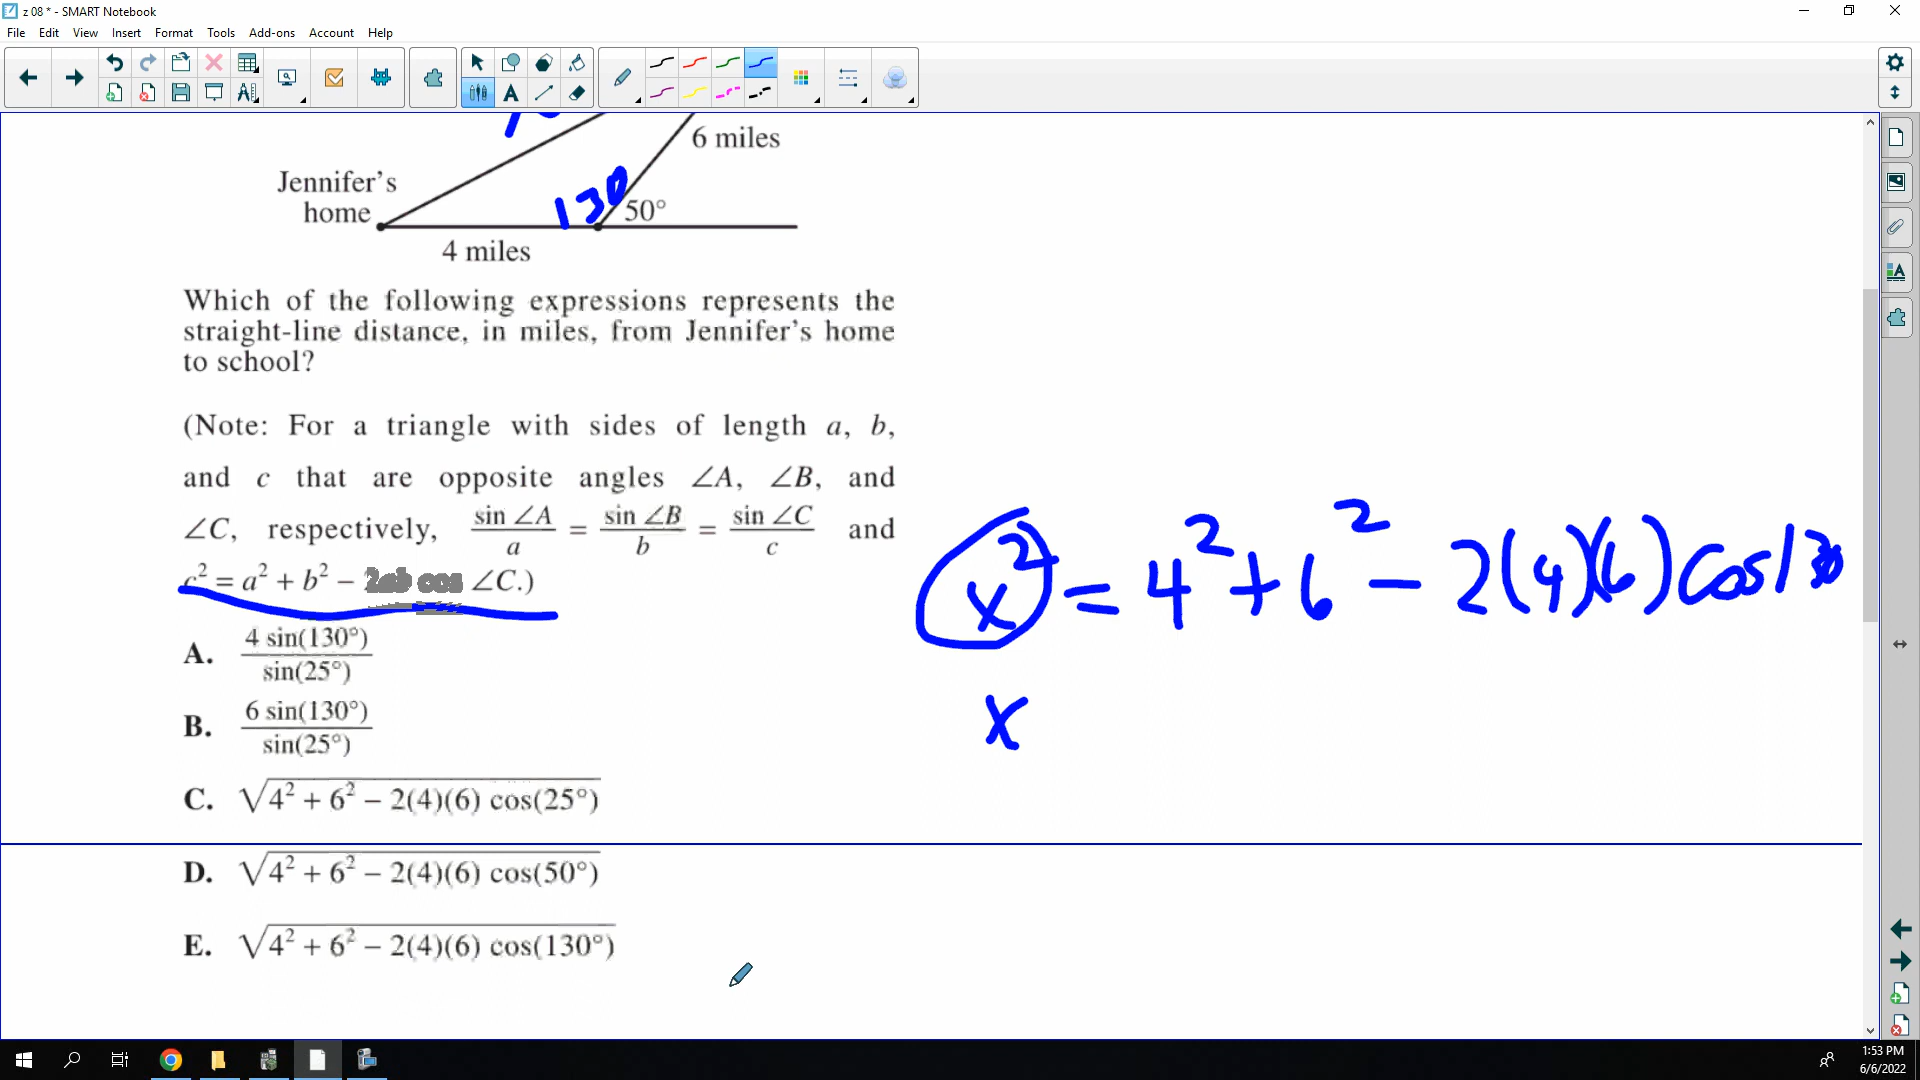 z 08 * - SMART Notebook
File Edit View Insert Format Tools Add-ons Account Help
6 miles
Jennifer's
home
130
50°
4 miles
Which of the following expressions represents the
straight-line distance, in miles, from Jennifer's home
to school?
(Note: For a triangle with sides of length a, b,
and c that are opposite angles ∠A, ∠B, and
∠C, respectively, sin ∠A / a = sin ∠B / b = sin ∠C / c and
c² = a² + b² – 2ab cos ∠C.)
x² = 4² + 6² – 2(4)(6) cos 130
x
A. 4 sin(130°) / sin(25°)
B. 6 sin(130°) / sin(25°)
C. √4² + 6² – 2(4)(6) cos(25°)
D. √4² + 6² – 2(4)(6) cos(50°)
E. √4² + 6² – 2(4)(6) cos(130°)
1:53 PM
6/6/2022